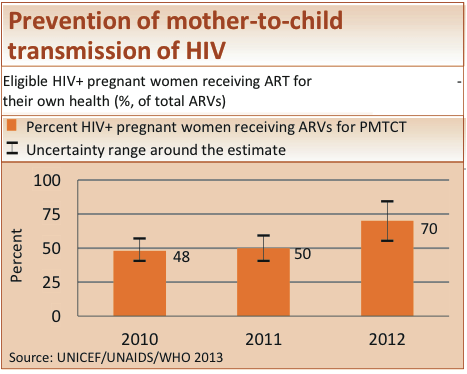 Prevention of mother-to-child
transmission of HIV
Eligible HIV+ pregnant women receiving ART for -
their own health (%, of total ARVs)
Percent HIV+ pregnant women receiving ARVs for PMTCT
Uncertainty range around the estimate
100
75
50
25
0
Percent
48
50
70
2010 2011 2012
Source: UNICEF/UNAIDS/WHO 2013